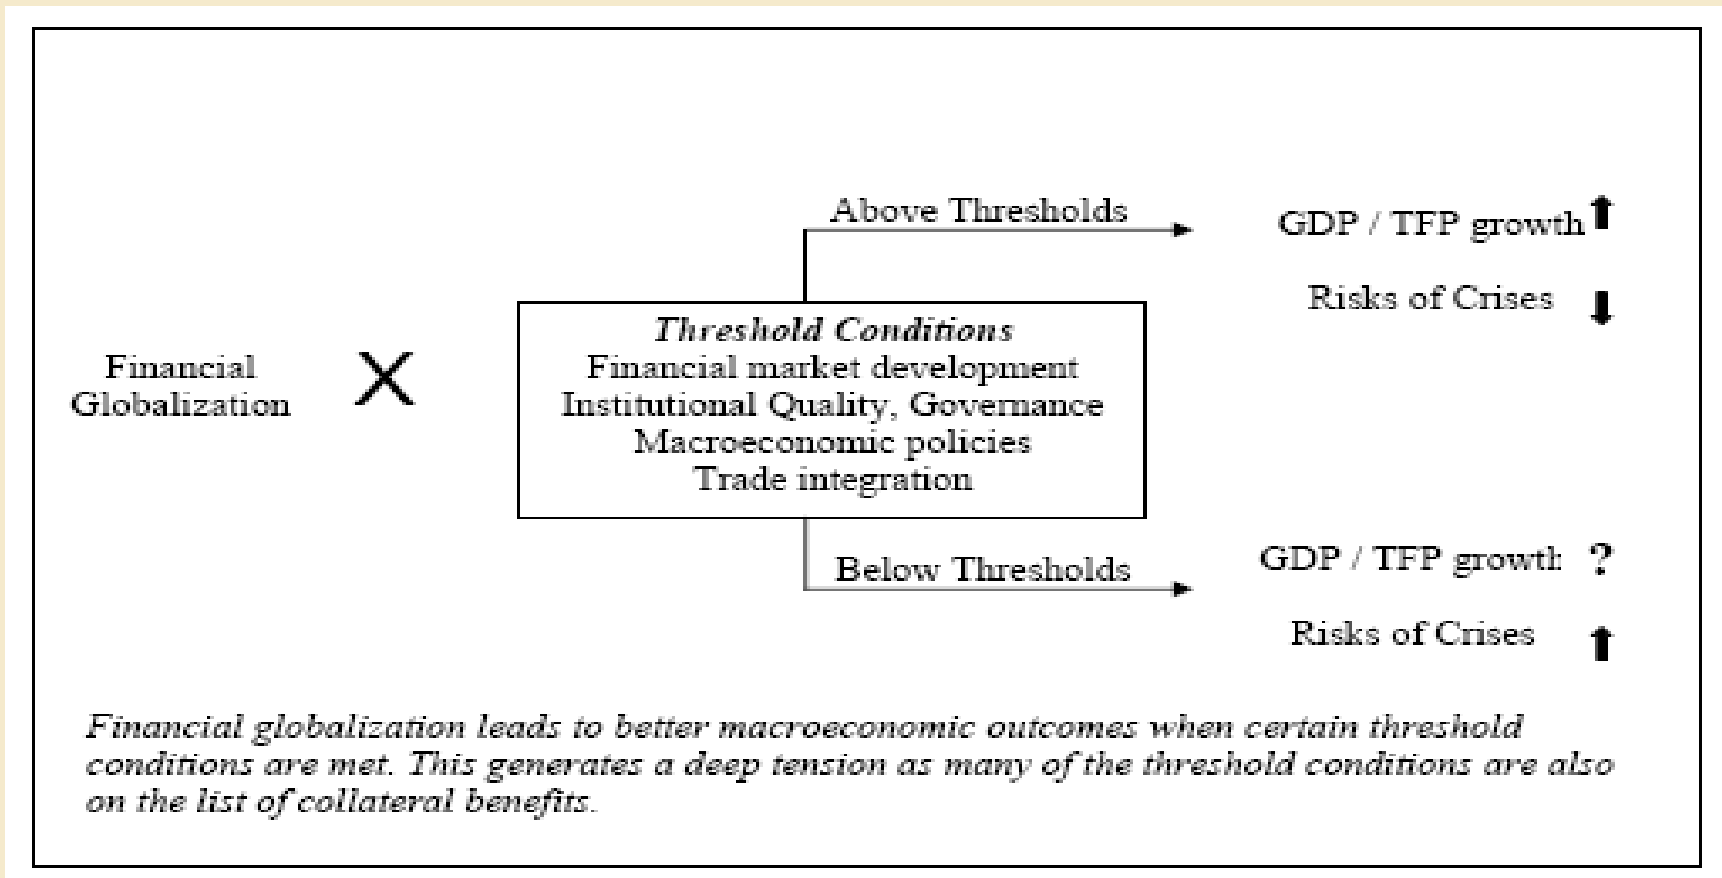 Above Thresholds
GDP / TFP growth
Risks of Crises
Financial
Globalization
Threshold Conditions
Financial market development
Institutional Quality, Governance
Macroeconomic policies
Trade integration
Below Thresholds
GDP / TFP growth ?
Risks of Crises
Financial globalization leads to better macroeconomic outcomes when certain threshold
conditions are met. This generates a deep tension as many of the threshold conditions are also
on the list of collateral benefits.